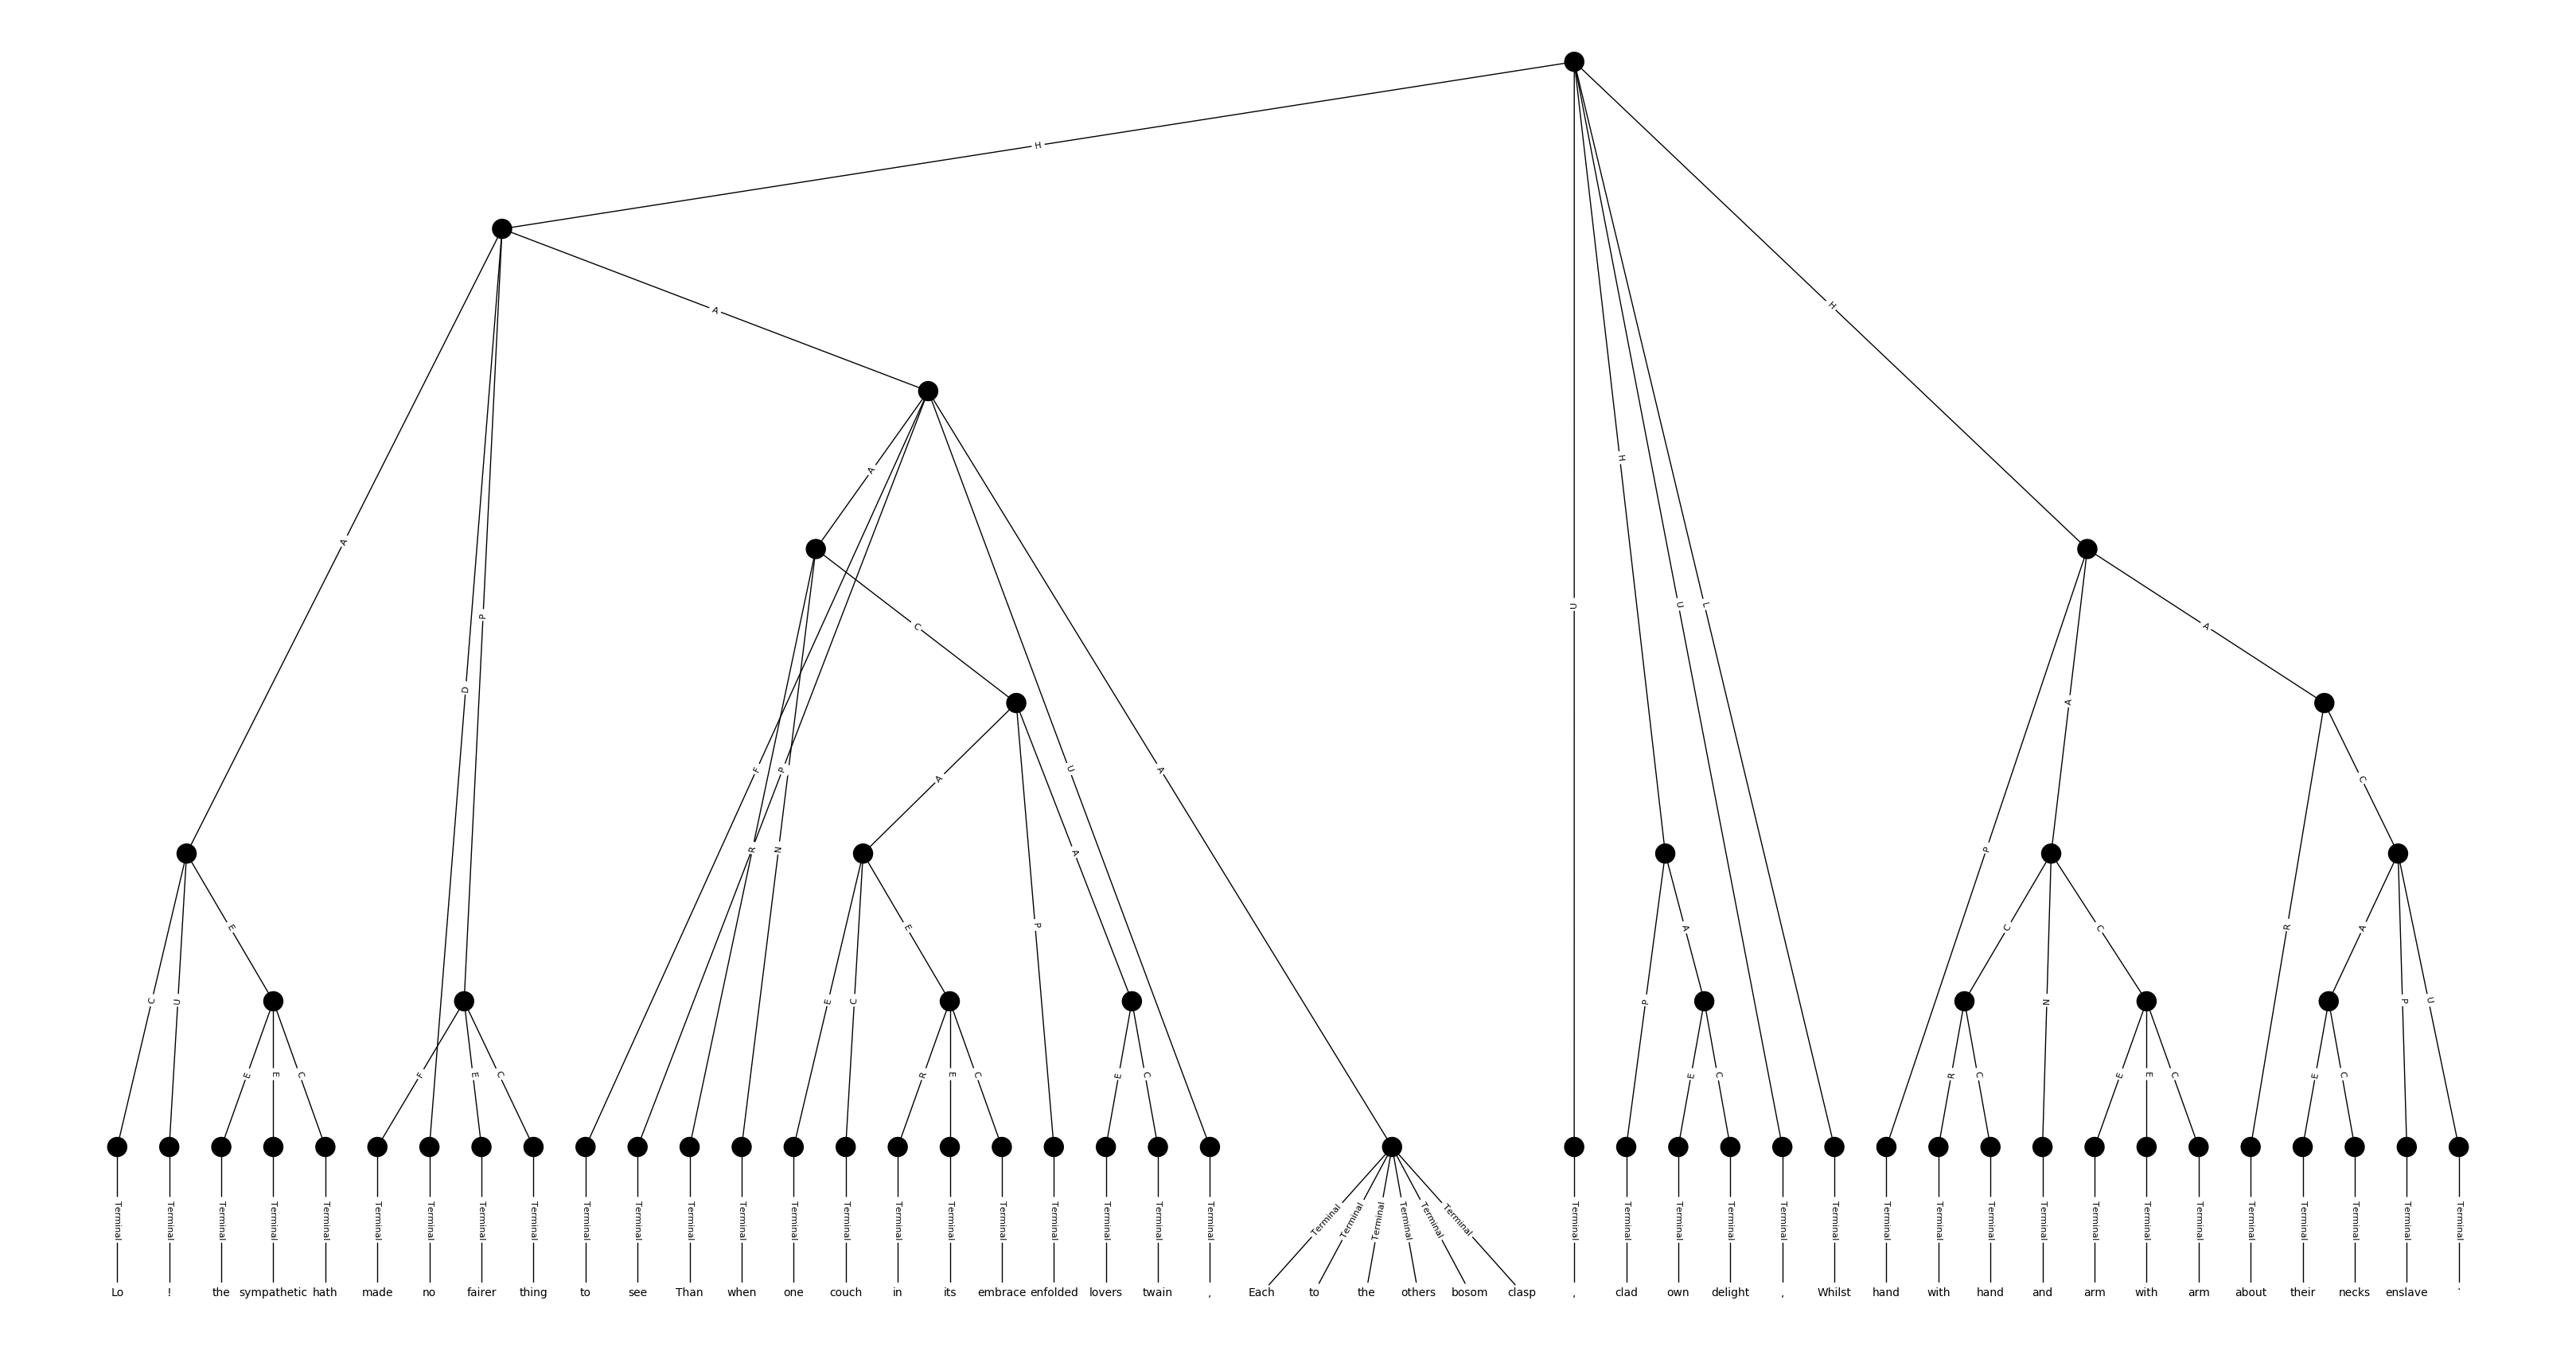 H
H
A
A
H
A
U
L
U
D
P
C
A
A
A
F
P
U
A
A
C
R
N
P
E
E
P
C
C
A
R
C
U
E
C
P
E
E
C
F
E
C
R
E
C
E
C
E
C
R
C
N
E
E
C
E
C
P
U
Terminal Terminal Terminal Terminal Terminal Terminal Terminal Terminal Terminal Terminal Terminal Terminal Terminal Terminal Terminal Terminal Terminal Terminal Terminal Terminal Terminal Terminal Terminal Terminal Terminal Terminal Terminal Terminal Terminal Terminal Terminal Terminal Terminal Terminal Terminal Terminal Terminal Terminal Terminal Terminal Terminal Terminal Terminal Terminal Terminal Terminal
Lo ! the sympathetic hath made no fairer thing to see Than when one couch in its embrace enfolded lovers twain , Each to the others bosom clasp , clad own delight , Whilst hand with hand and arm with arm about their necks enslave .